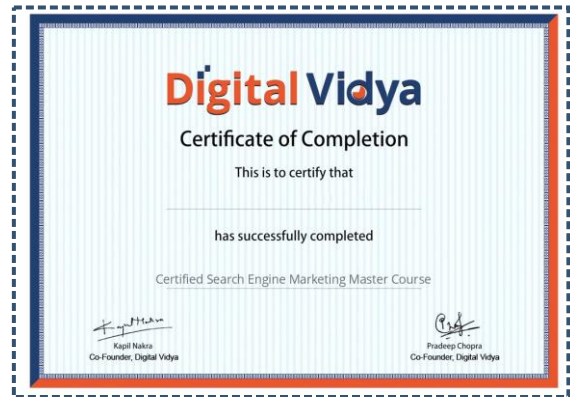 Digital Vidya
Certificate of Completion
This is to certify that
has successfully completed
Certified Search Engine Marketing Master Course
Kapil Nakra
Co-Founder, Digital Vidya
Pradeep Chopra
Co-Founder, Digital Vidya